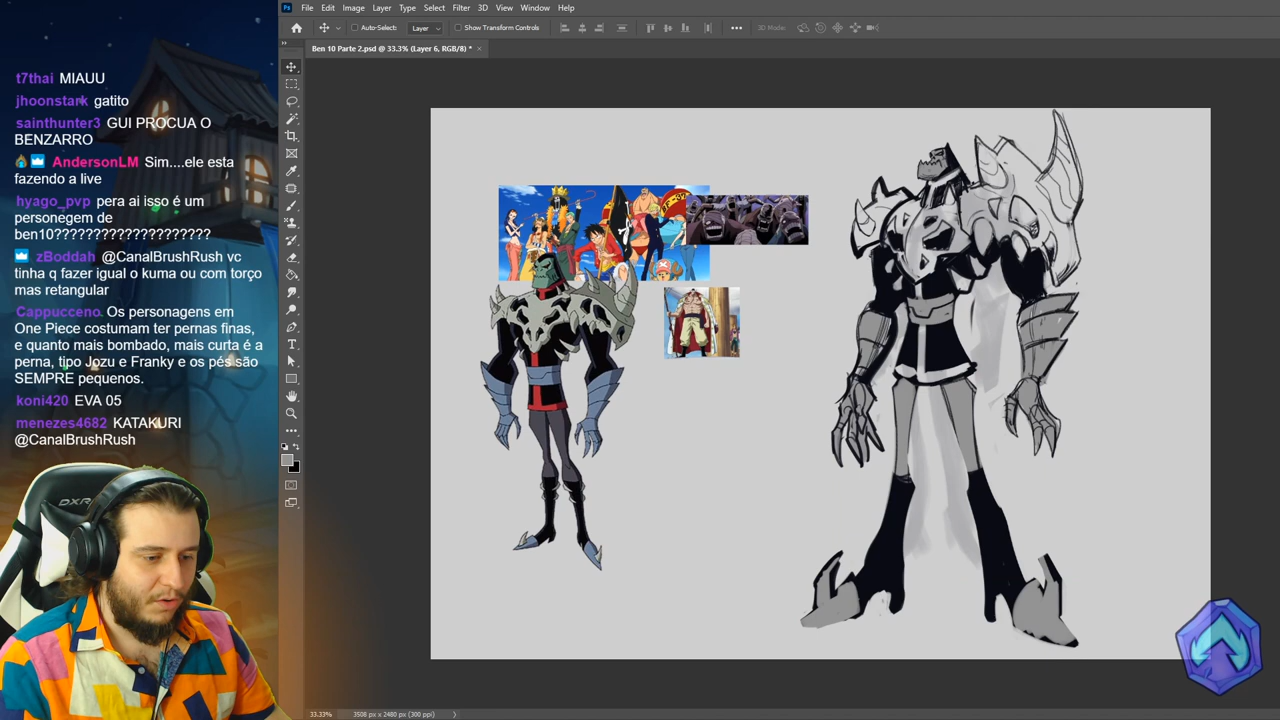 File Edit Image Layer Type Select Filter 3D View Window Help
Auto-Select: Layer Show Transform Controls 3D Mode:
Ben 10 Parte 2.psd @ 33.3% (Layer 6, RGB/8) *
t7thai MIAUU
jhoonstark gatito
sainthunter3 GUI PROCUA O
BENZARRO
AndersonLM Sim....ele esta
fazendo a live
hyago_pvp pera ai isso é um
personegem de
ben10????????????????????
zBoddah @CanalBrushRush vc
tinha q fazer igual o kuma ou com torço
mas retangular
Cappucceno. Os personagens em
One Piece costumam ter pernas finas,
e quanto mais bombado, mais curta é a
perna, tipo Jozu e Franky e os pés são
SEMPRE pequenos.
koni420 EVA 05
menezes4682 KATAKURI
@CanalBrushRush
DXR
33.33% 3508 px x 2480 px (300 ppi)